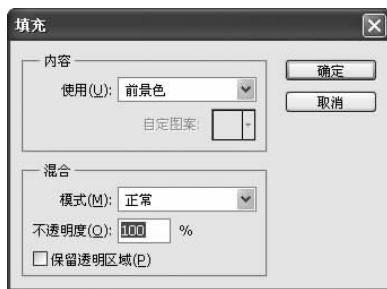 填充
内容
使用(U): 前景色
自定图案:
混合
模式(M): 正常
不透明度(O): 100 %
保留透明区域(P)
确定
取消